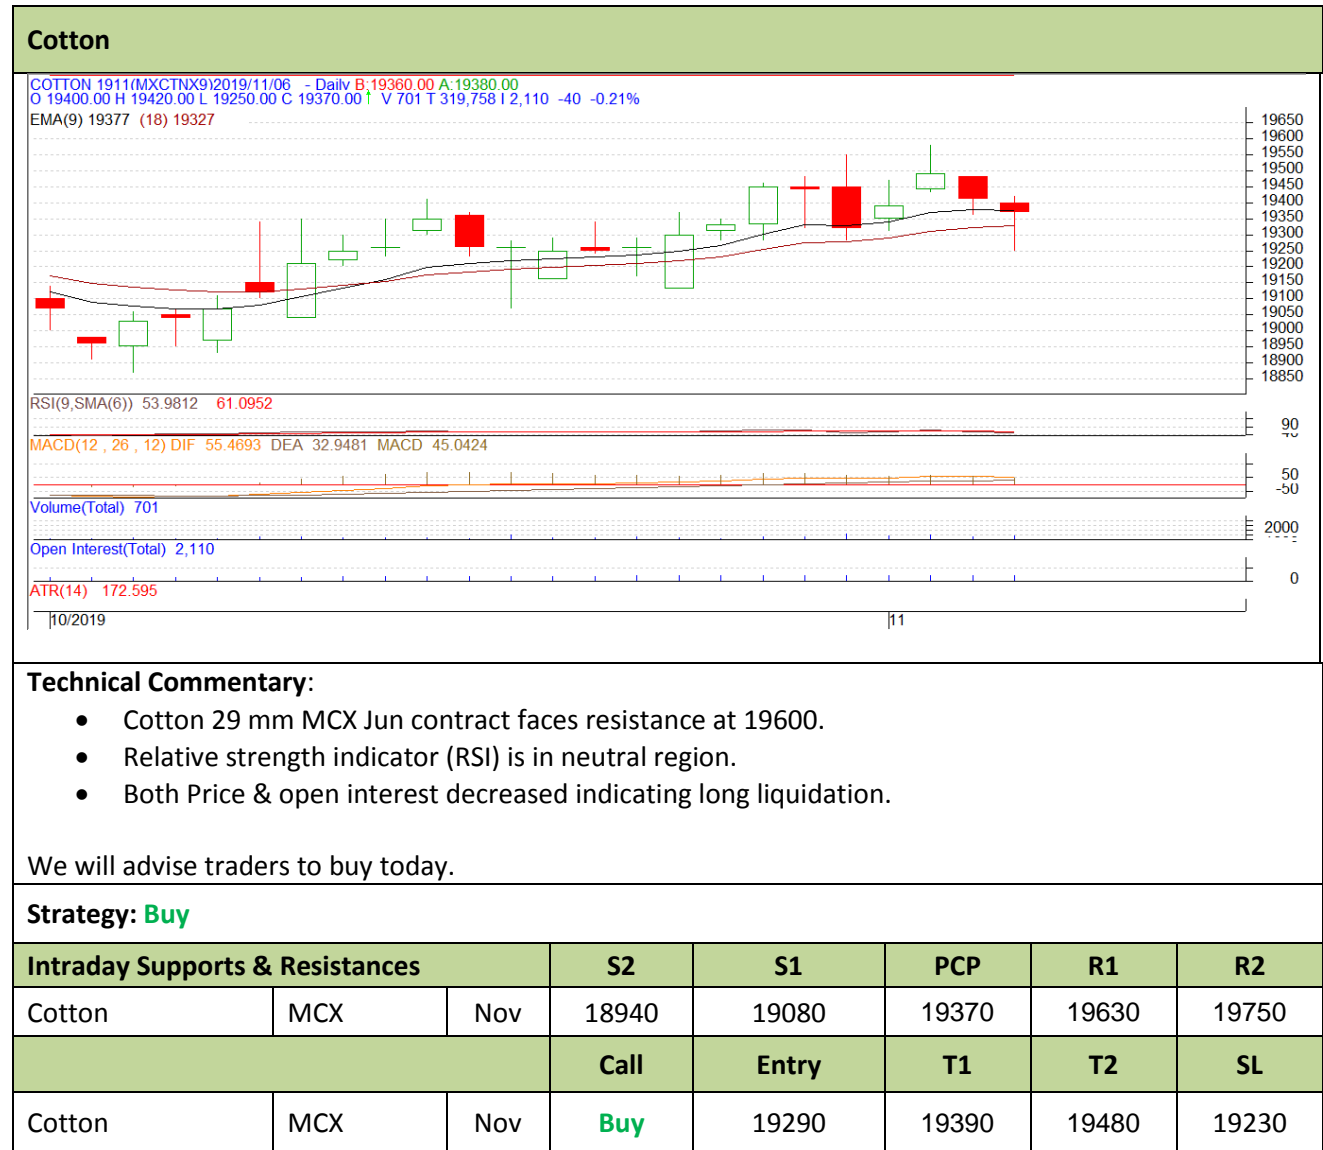 Cotton
COTTON 1911(MXCTNX9)2019/11/06 - Daily B:19360.00 A:19380.00
O 19400.00 H 19420.00 L 19250.00 C 19370.00↑ V 701 T 319,758 I 2,110 -40 -0.21%
EMA(9) 19377 (18) 19327
19650
19600
19550
19500
19450
19400
19350
19300
19250
19200
19150
19100
19050
19000
18950
18900
18850
RSI(9,SMA(6)) 53.9812 61.0952
90
MACD(12 , 26 , 12) DIF 55.4693 DEA 32.9481 MACD 45.0424
50
-50
Volume(Total) 701
2000
Open Interest(Total) 2,110
0
ATR(14) 172.595
10/2019 11
Technical Commentary:
• Cotton 29 mm MCX Jun contract faces resistance at 19600.
• Relative strength indicator (RSI) is in neutral region.
• Both Price & open interest decreased indicating long liquidation.
We will advise traders to buy today.
Strategy: Buy
Intraday Supports & Resistances S2 S1 PCP R1 R2
Cotton MCX Nov 18940 19080 19370 19630 19750
Call Entry T1 T2 SL
Cotton MCX Nov Buy 19290 19390 19480 19230